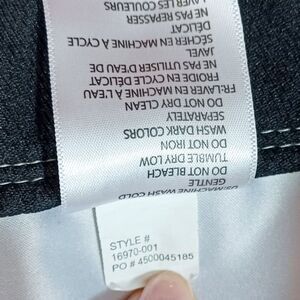 US:MACHINE WASH COLD
GENTLE
DO NOT BLEACH
TUMBLE DRY LOW
DO NOT IRON
WASH DARK COLORS
SEPARATELY
DO NOT DRY CLEAN
FR:LAVER EN MACHINE À L'EAU
FROIDE EN CYCLE DÉLICAT
NE PAS UTILISER D'EAU DE
JAVEL
SÉCHER EN MACHINE À CYCLE
DÉLICAT
NE PAS REPASSER
LAVER LES COULEURS
STYLE #
16970-001
PO # 4500045185